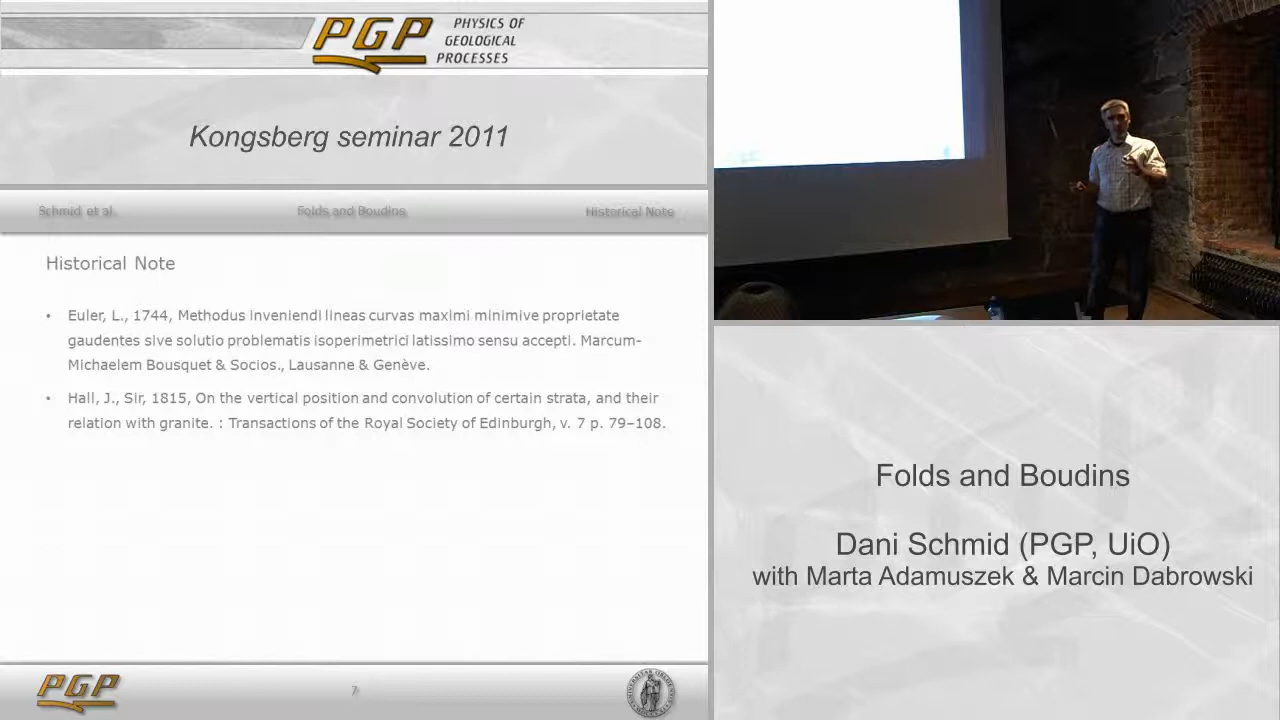 PGP
PHYSICS OF
GEOLOGICAL
PROCESSES
Kongsberg seminar 2011
Schmid et al.
Folds and Boudins
Historical Note
Historical Note
• Euler, L., 1744, Methodus inveniendi lineas curvas maximi minimive proprietate
gaudentes sive solutio problematis isoperimetrici latissimo sensu accepti. Marcum-
Michaelem Bousquet & Socios., Lausanne & Genève.
• Hall, J., Sir, 1815, On the vertical position and convolution of certain strata, and their
relation with granite. : Transactions of the Royal Society of Edinburgh, v. 7 p. 79–108.
PGP
7
Folds and Boudins
Dani Schmid (PGP, UiO)
with Marta Adamuszek & Marcin Dabrowski